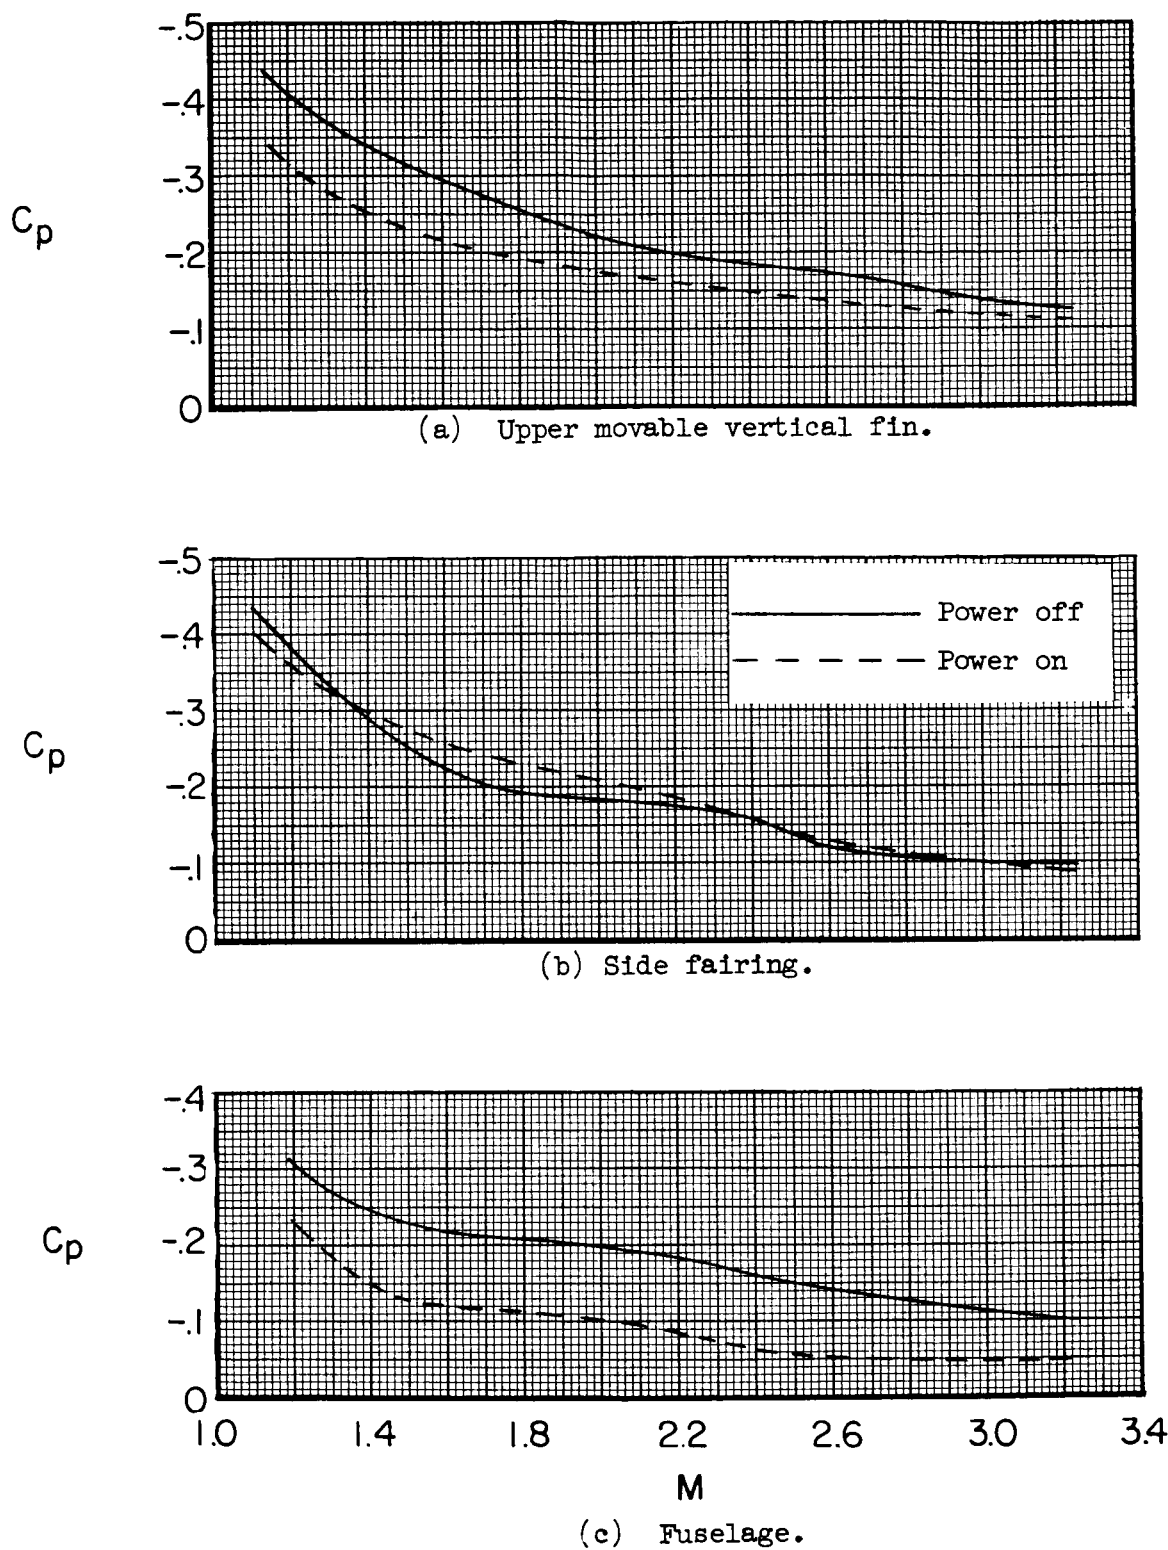 -.5
-.4
-.3
Cp
-.2
-.1
0
(a) Upper movable vertical fin.
-.5
Power off
-.4
Power on
-.3
Cp
-.2
-.1
0
(b) Side fairing.
-.4
-.3
Cp
-.2
-.1
0
1.0 1.4 1.8 2.2 2.6 3.0 3.4
M
(c) Fuselage.